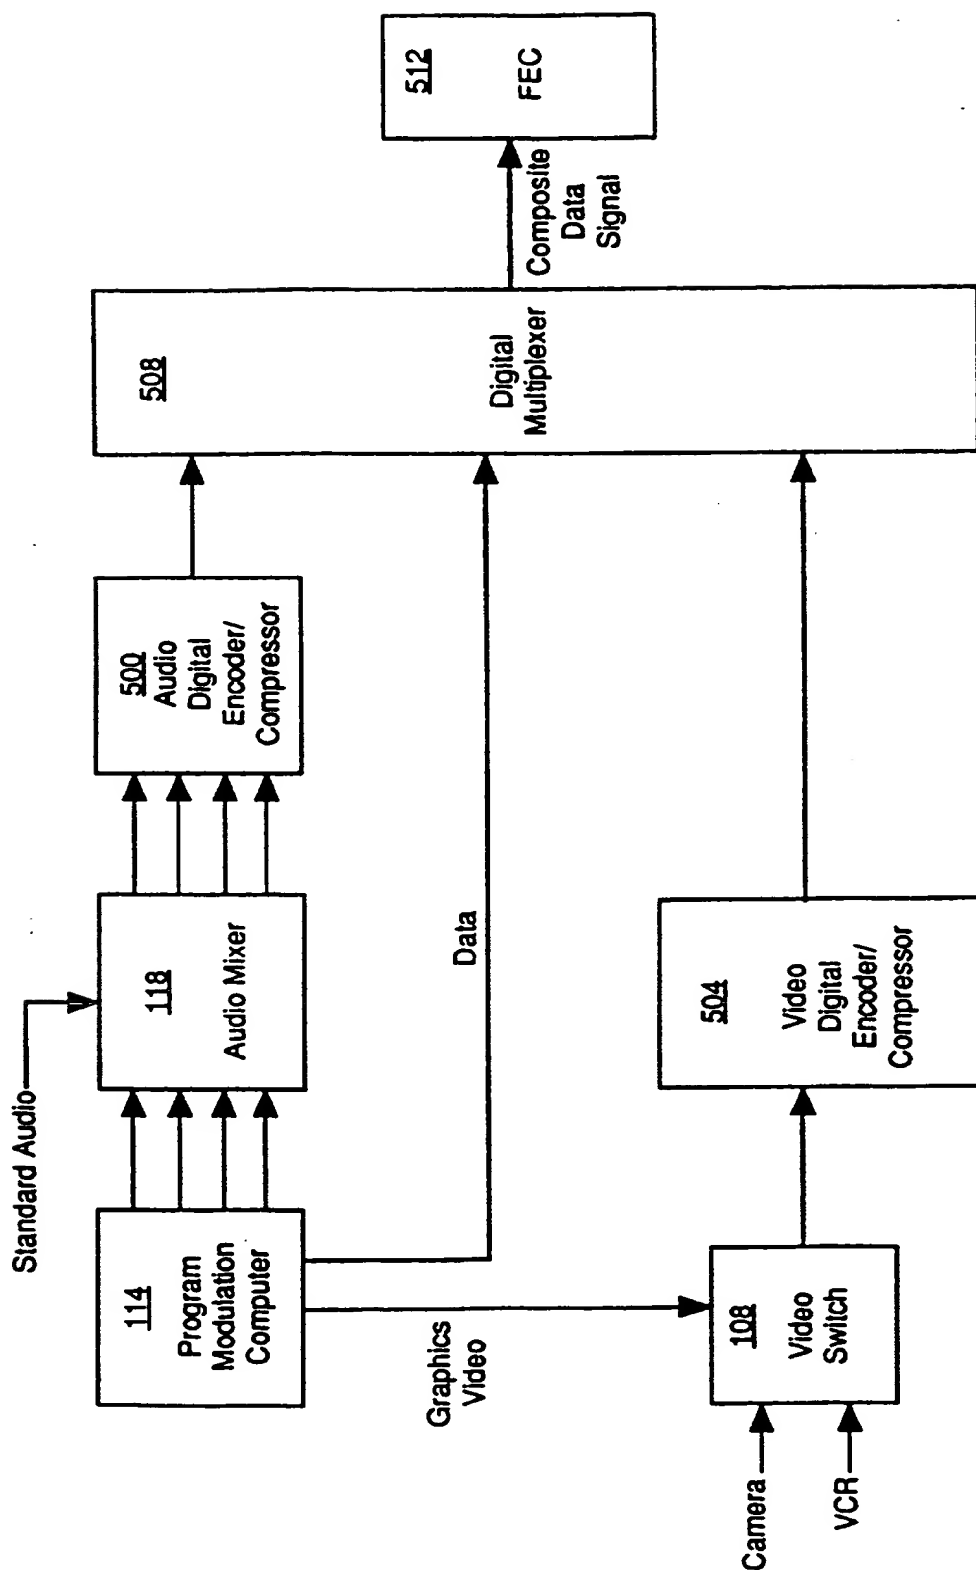 Standard Audio
114
Program
Modulation
Computer
118
Audio Mixer
500
Audio
Digital
Encoder/
Compressor
508
Digital
Multiplexer
Composite
Data
Signal
512
FEC
Data
Graphics
Video
Camera
VCR
108
Video
Switch
504
Video
Digital
Encoder/
Compressor